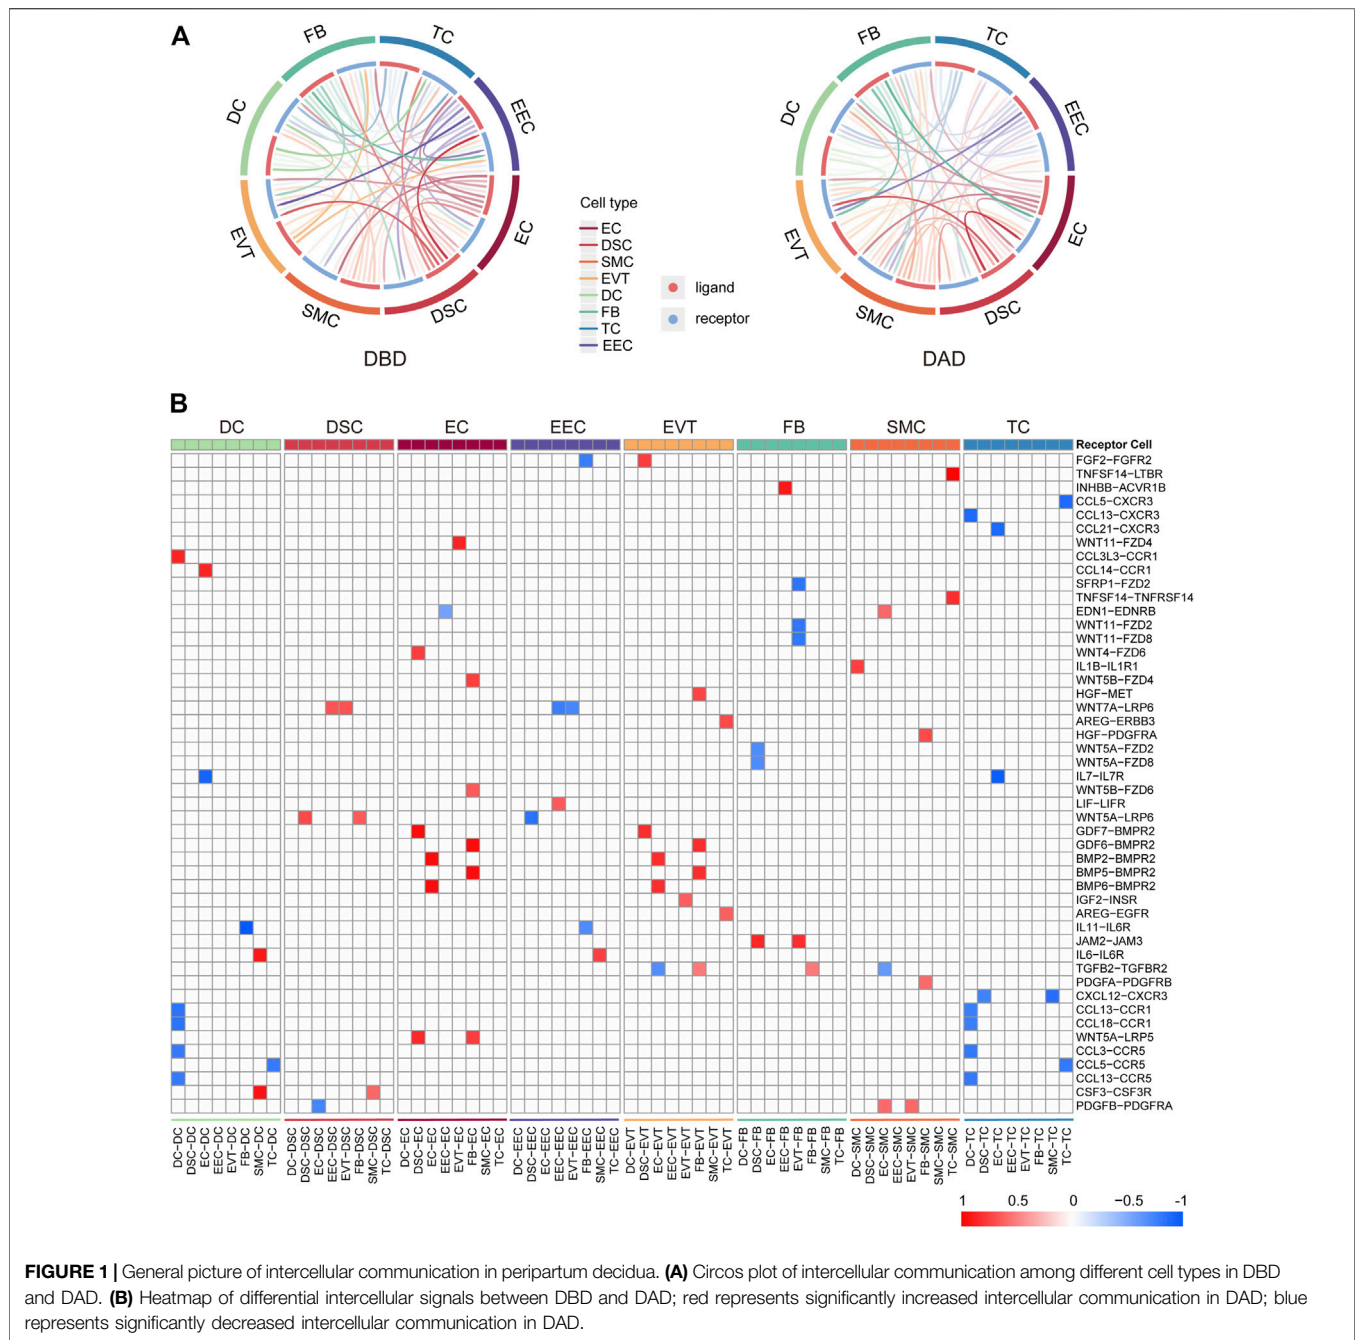 A
FB
TC
DC
EEC
EVT
EC
SMC
DSC
DBD
Cell type
EC
DSC
SMC
EVT
DC
FB
TC
EEC
ligand
receptor
FB
TC
DC
EEC
EVT
EC
SMC
DSC
DAD
B
DC DSC EC EEC EVT FB SMC TC
Receptor Cell
FGF2−FGFR2
TNFSF14−LTBR
INHBB−ACVR1B
CCL5−CXCR3
CCL13−CXCR3
CCL21−CXCR3
WNT11−FZD4
CCL3L3−CCR1
CCL14−CCR1
SFRP1−FZD2
TNFSF14−TNFRSF14
EDN1−EDNRB
WNT11−FZD2
WNT11−FZD8
WNT4−FZD6
IL1B−IL1R1
WNT5B−FZD4
HGF−MET
WNT7A−LRP6
AREG−ERBB3
HGF−PDGFRA
WNT5A−FZD2
WNT5A−FZD8
IL7−IL7R
WNT5B−FZD6
LIF−LIFR
WNT5A−LRP6
GDF7−BMPR2
GDF6−BMPR2
BMP2−BMPR2
BMP5−BMPR2
BMP6−BMPR2
IGF2−INSR
AREG−EGFR
IL11−IL6R
JAM2−JAM3
IL6−IL6R
TGFB2−TGFBR2
PDGFA−PDGFRB
CXCL12−CXCR3
CCL13−CCR1
CCL18−CCR1
WNT5A−LRP5
CCL3−CCR5
CCL5−CCR5
CCL13−CCR5
CSF3−CSF3R
PDGFB−PDGFRA
DC−DC
DSC−DC
EC−DC
EEC−DC
EVT−DC
FB−DC
SMC−DC
TC−DC
DC−DSC
DSC−DSC
EC−DSC
EEC−DSC
EVT−DSC
FB−DSC
SMC−DSC
TC−DSC
DC−EC
DSC−EC
EC−EC
EEC−EC
EVT−EC
FB−EC
SMC−EC
TC−EC
DC−EEC
DSC−EEC
EC−EEC
EEC−EEC
EVT−EEC
FB−EEC
SMC−EEC
TC−EEC
DC−EVT
DSC−EVT
EC−EVT
EEC−EVT
EVT−EVT
FB−EVT
SMC−EVT
TC−EVT
DC−FB
DSC−FB
EC−FB
EEC−FB
EVT−FB
FB−FB
SMC−FB
TC−FB
DC−SMC
DSC−SMC
EC−SMC
EEC−SMC
EVT−SMC
FB−SMC
SMC−SMC
TC−SMC
DC−TC
DSC−TC
EC−TC
EEC−TC
EVT−TC
FB−TC
SMC−TC
TC−TC
1 0.5 0 −0.5 -1
FIGURE 1 | General picture of intercellular communication in peripartum decidua. (A) Circos plot of intercellular communication among different cell types in DBD
and DAD. (B) Heatmap of differential intercellular signals between DBD and DAD; red represents significantly increased intercellular communication in DAD; blue
represents significantly decreased intercellular communication in DAD.